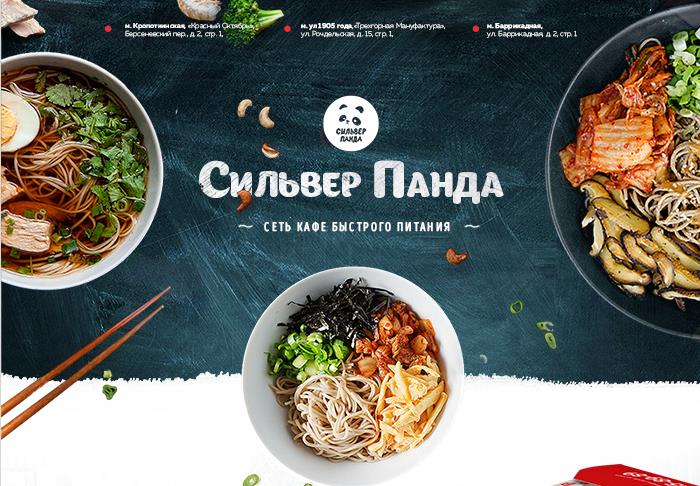 м. Кропоткинская, «Красный Октябрь»,
Берсеневский пер., д. 2, стр. 1,
м. ул 1905 года, «Трехгорная Мануфактура»,
ул. Рочдельская, д. 15, стр. 1,
м. Баррикадная,
ул. Баррикадная, д. 2, стр. 1
СИЛЬВЕР
ПАНДА
Сильвер Панда
~ СЕТЬ КАФЕ БЫСТРОГО ПИТАНИЯ ~